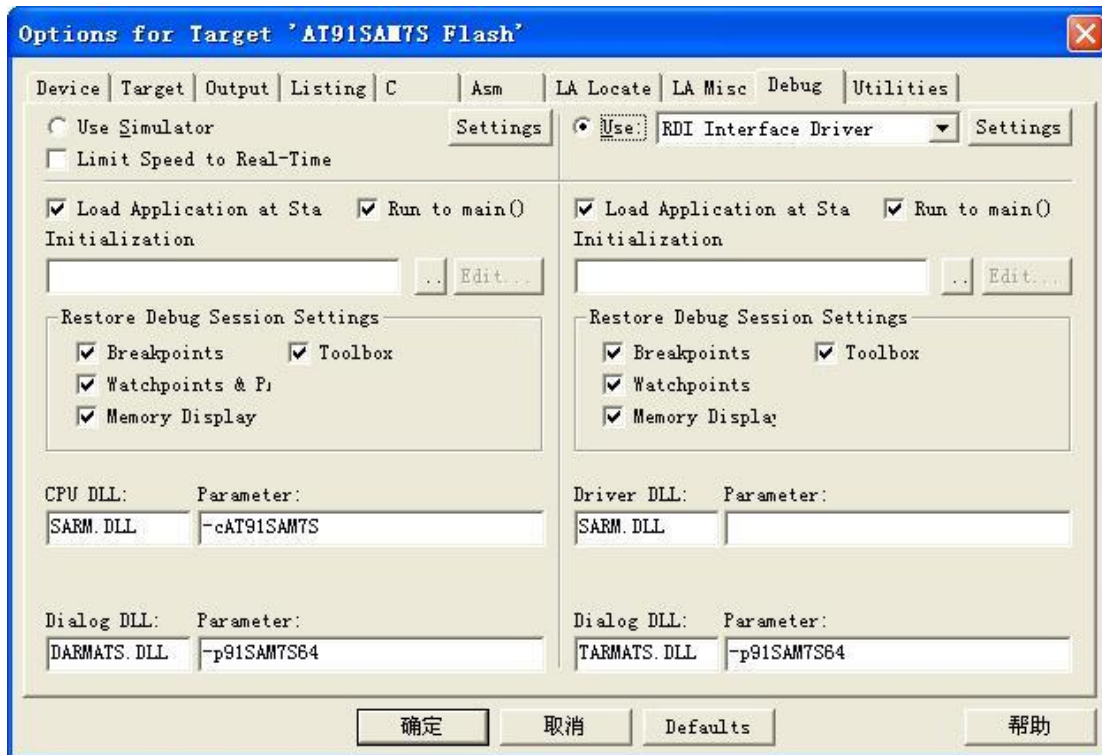 Options for Target 'AT91SAM7S Flash'
Device Target Output Listing C Asm LA Locate LA Misc Debug Utilities
Use Simulator Settings Use: RDI Interface Driver Settings
Limit Speed to Real-Time
Load Application at Sta Run to main() Load Application at Sta Run to main()
Initialization Initialization
.. Edit... .. Edit...
Restore Debug Session Settings Restore Debug Session Settings
Breakpoints Toolbox Breakpoints Toolbox
Watchpoints & Watchpoints
Memory Display Memory Display
CPU DLL: Parameter: Driver DLL: Parameter:
SARM.DLL -cAT91SAM7S SARM.DLL
Dialog DLL: Parameter: Dialog DLL: Parameter:
DARMATS.DLL -p91SAM7S64 TARMATS.DLL -p91SAM7S64
确定 取消 Defaults 帮助